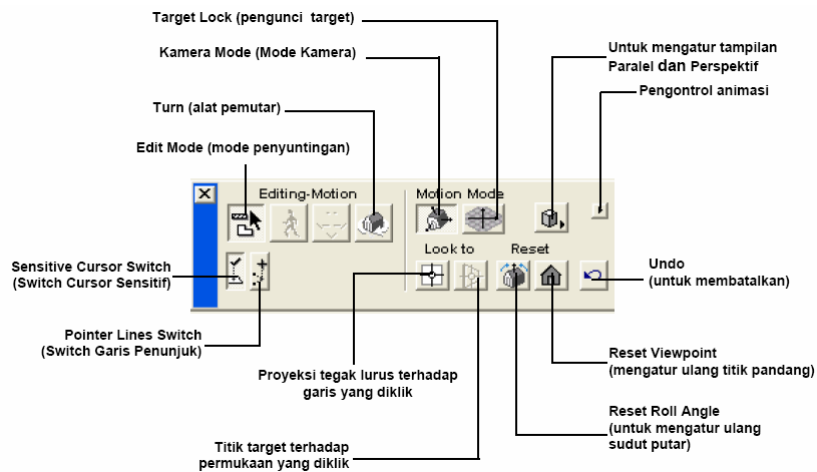 Target Lock (pengunci target)
Kamera Mode (Mode Kamera)
Untuk mengatur tampilan
Paralel dan Perspektif
Pengontrol animasi
Turn (alat pemutar)
Edit Mode (mode penyuntingan)
Editing-Motion
Motion Mode
Look to
Reset
Sensitive Cursor Switch
(Switch Cursor Sensitif)
Undo
(untuk membatalkan)
Pointer Lines Switch
(Switch Garis Penunjuk)
Proyeksi tegak lurus terhadap
garis yang diklik
Reset Viewpoint
(mengatur ulang titik pandang)
Reset Roll Angle
(untuk mengatur ulang
sudut putar)
Titik target terhadap
permukaan yang diklik